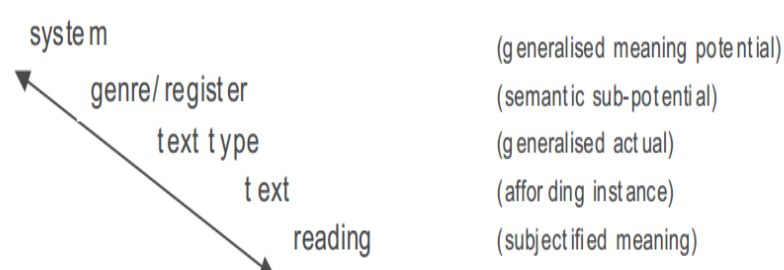 system (generalised meaning potential)
genre/register (semantic sub-potential)
text type (generalised actual)
text (affording instance)
reading (subjectified meaning)